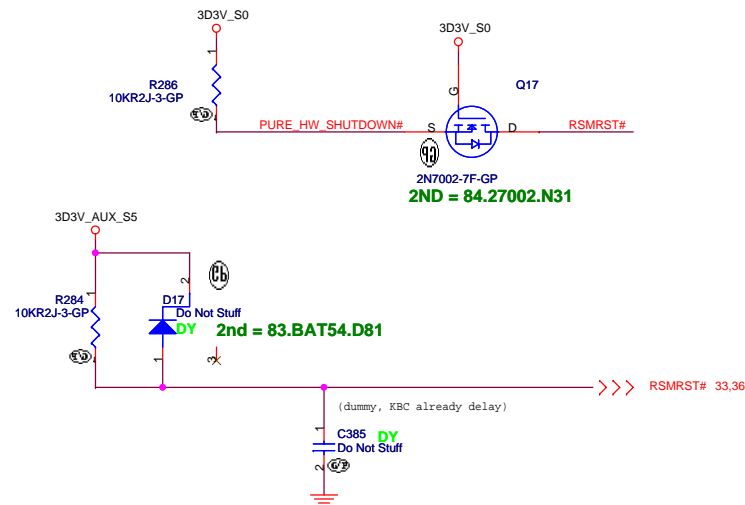 3D3V_S0
3D3V_S0
1
R286
10KR2J-3-GP
G
Q17
PURE_HW_SHUTDOWN#
S
D
RSMRST#
2N7002-7F-GP
2ND = 84.27002.N31
3D3V_AUX_S5
2
1
R284
10KR2J-3-GP
D17
Do Not Stuff
DY
2nd = 83.BAT54.D81
1
3
RSMRST# 33,36
(dummy, KBC already delay)
1
C385
DY
Do Not Stuff
2